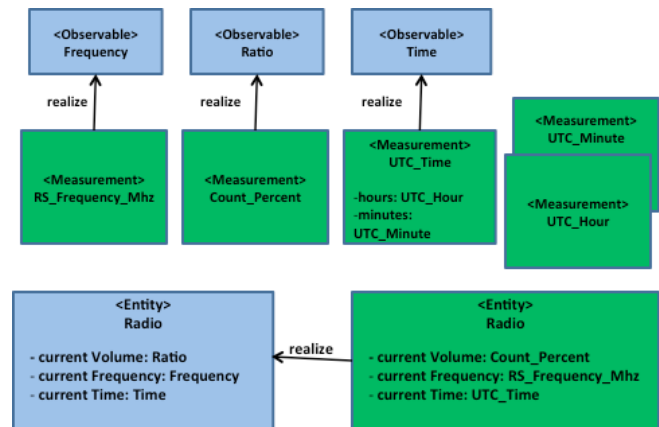 <Observable>
Frequency
<Observable>
Ratio
<Observable>
Time
realize
realize
realize
<Measurement>
RS_Frequency_Mhz
<Measurement>
Count_Percent
<Measurement>
UTC_Time
-hours: UTC_Hour
-minutes:
UTC_Minute
<Measurement>
UTC_Minute
<Measurement>
UTC_Hour
<Entity>
Radio
- current Volume: Ratio
- current Frequency: Frequency
- current Time: Time
realize
<Entity>
Radio
- current Volume: Count_Percent
- current Frequency: RS_Frequency_Mhz
- current Time: UTC_Time